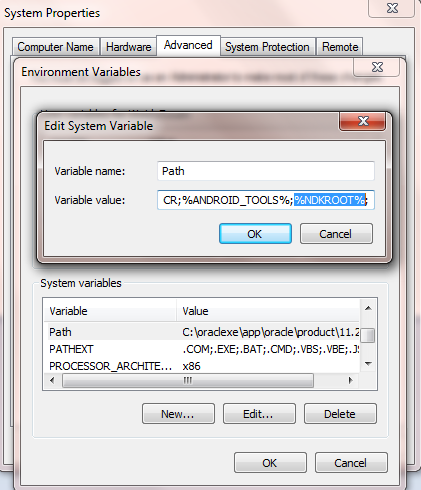 System Properties
Computer Name Hardware Advanced System Protection Remote
Environment Variables
Edit System Variable
Variable name: Path
Variable value: CR;%ANDROID_TOOLS%;%NDKROOT%;
OK Cancel
System variables
Variable Value
Path C:\oraclexe\app\oracle\product\11.2
PATHEXT .COM;.EXE;.BAT;.CMD;.VBS;.VBE;.JS
PROCESSOR_ARCHITE... x86
New... Edit... Delete
OK Cancel